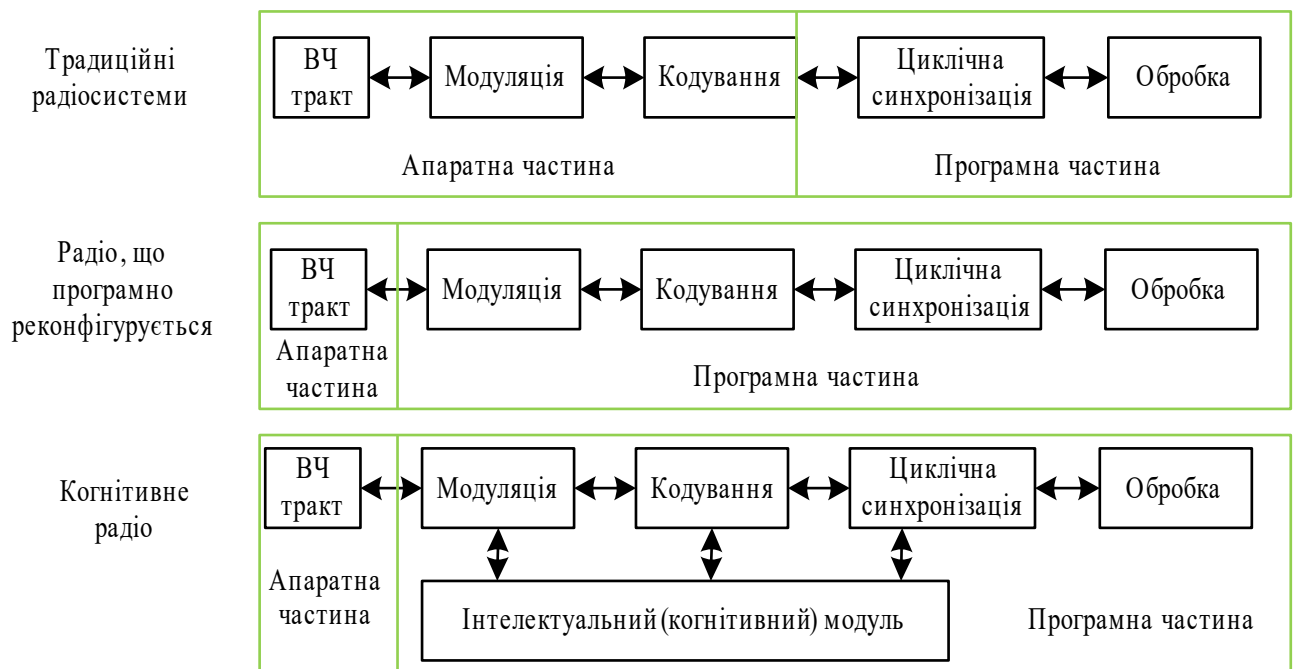 Традиційні
радіосистеми
ВЧ
тракт
Модуляція
Кодування
Циклічна
синхронізація
Обробка
Апаратна частина
Програмна частина
Радіо, що
програмно
реконфігурується
ВЧ
тракт
Модуляція
Кодування
Циклічна
синхронізація
Обробка
Апаратна
частина
Програмна частина
Когнітивне
радіо
ВЧ
тракт
Модуляція
Кодування
Циклічна
синхронізація
Обробка
Апаратна
частина
Інтелектуальний (когнітивний) модуль
Програмна частина